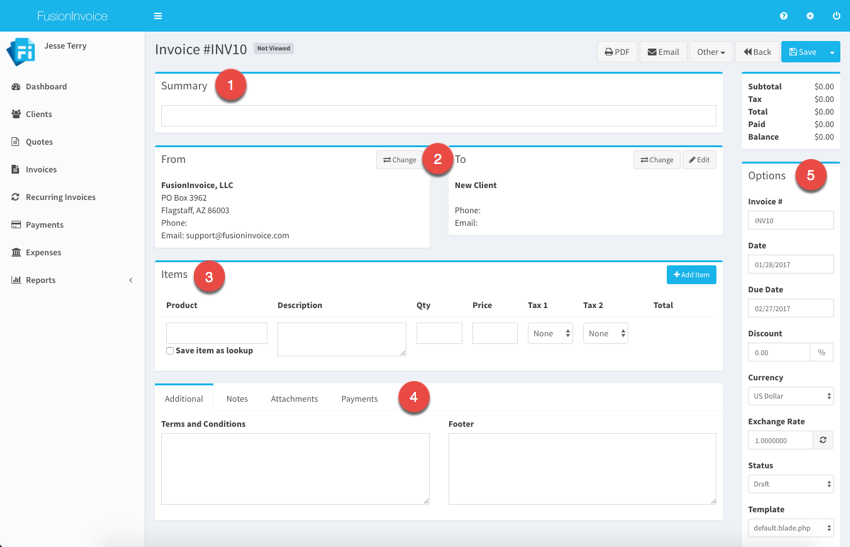 FusionInvoice
Jesse Terry
Dashboard
Clients
Quotes
Invoices
Recurring Invoices
Payments
Expenses
Reports
Invoice #INV10 Not Viewed
PDF Email Other Back Save
Summary 1
From Change 2
FusionInvoice, LLC
PO Box 3962
Flagstaff, AZ 86003
Phone:
Email: support@fusioninvoice.com
To Change Edit
New Client
Phone:
Email:
Items 3 Add Item
Product Description Qty Price Tax 1 Tax 2 Total
None None
Save item as lookup
Additional Notes Attachments Payments 4
Terms and Conditions Footer
Subtotal $0.00
Tax $0.00
Total $0.00
Paid $0.00
Balance $0.00
Options 5
Invoice #
INV10
Date
01/28/2017
Due Date
02/27/2017
Discount
0.00 %
Currency
US Dollar
Exchange Rate
1.0000000
Status
Draft
Template
default.blade.php